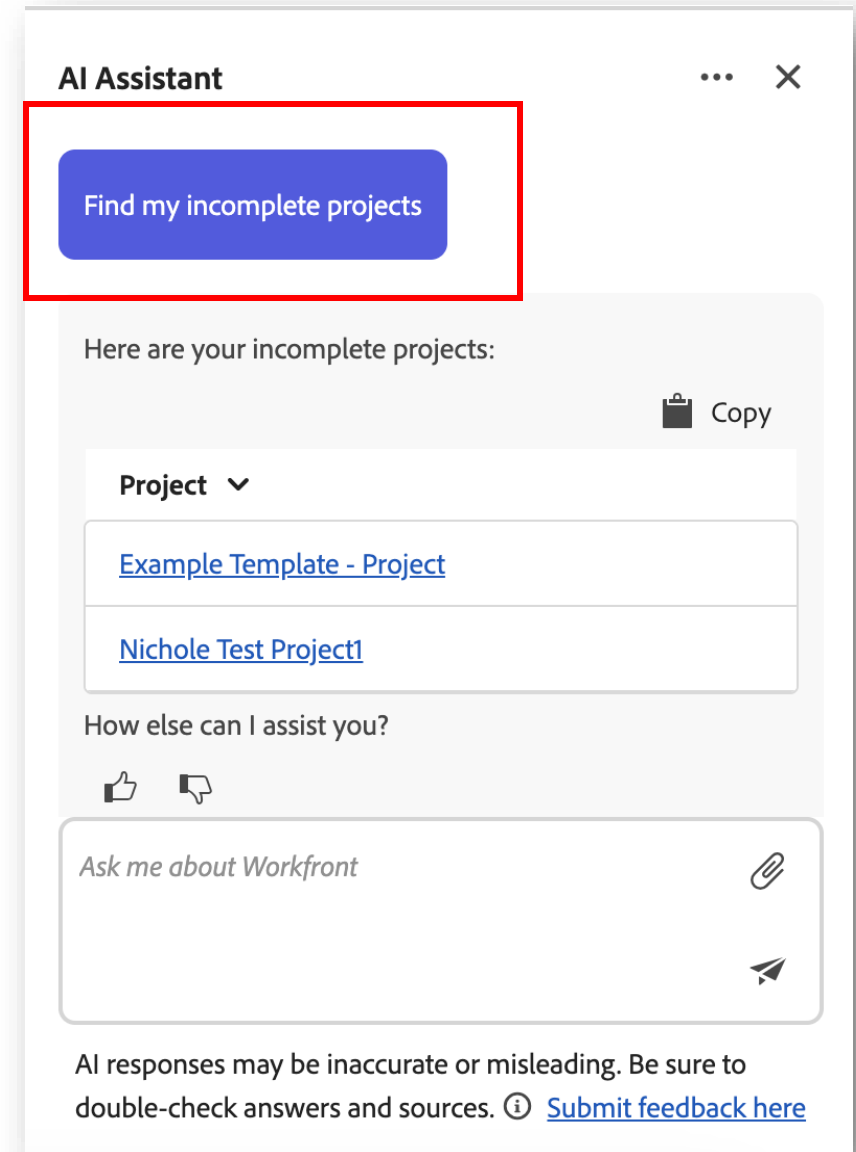 AI Assistant
Find my incomplete projects
Here are your incomplete projects:
Copy
Project
Example Template - Project
Nichole Test Project1
How else can I assist you?
Ask me about Workfront
AI responses may be inaccurate or misleading. Be sure to
double-check answers and sources. Submit feedback here